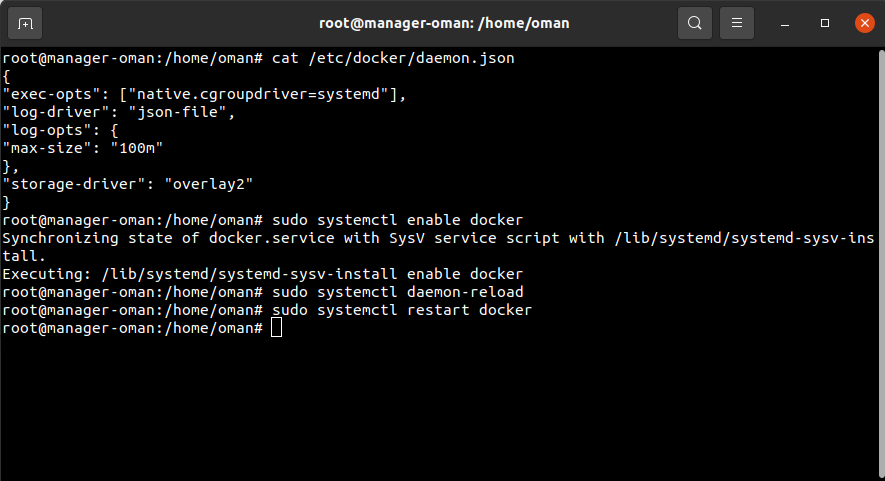 root@manager-oman: /home/oman
root@manager-oman:/home/oman# cat /etc/docker/daemon.json
{
"exec-opts": ["native.cgroupdriver=systemd"],
"log-driver": "json-file",
"log-opts": {
"max-size": "100m"
},
"storage-driver": "overlay2"
}
root@manager-oman:/home/oman# sudo systemctl enable docker
Synchronizing state of docker.service with SysV service script with /lib/systemd/systemd-sysv-ins
tall.
Executing: /lib/systemd/systemd-sysv-install enable docker
root@manager-oman:/home/oman# sudo systemctl daemon-reload
root@manager-oman:/home/oman# sudo systemctl restart docker
root@manager-oman:/home/oman#